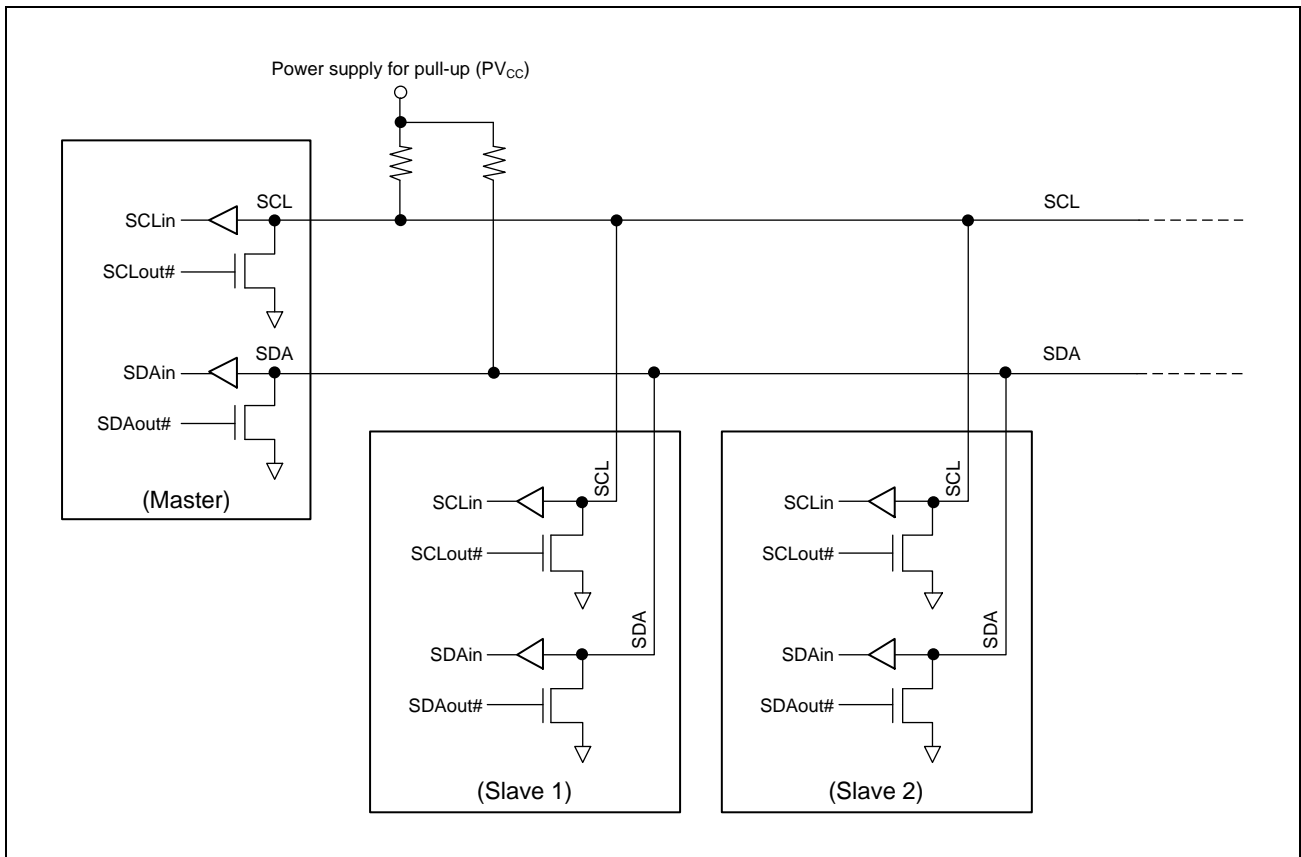 Power supply for pull-up (PVCC)
SCL
SCL
SCLin
SCLout#
SDA
SDA
SDAin
SDAout#
(Master)
SCL
SCL
SCLin
SCLin
SCLout#
SCLout#
SDA
SDA
SDAin
SDAin
SDAout#
SDAout#
(Slave 1)
(Slave 2)